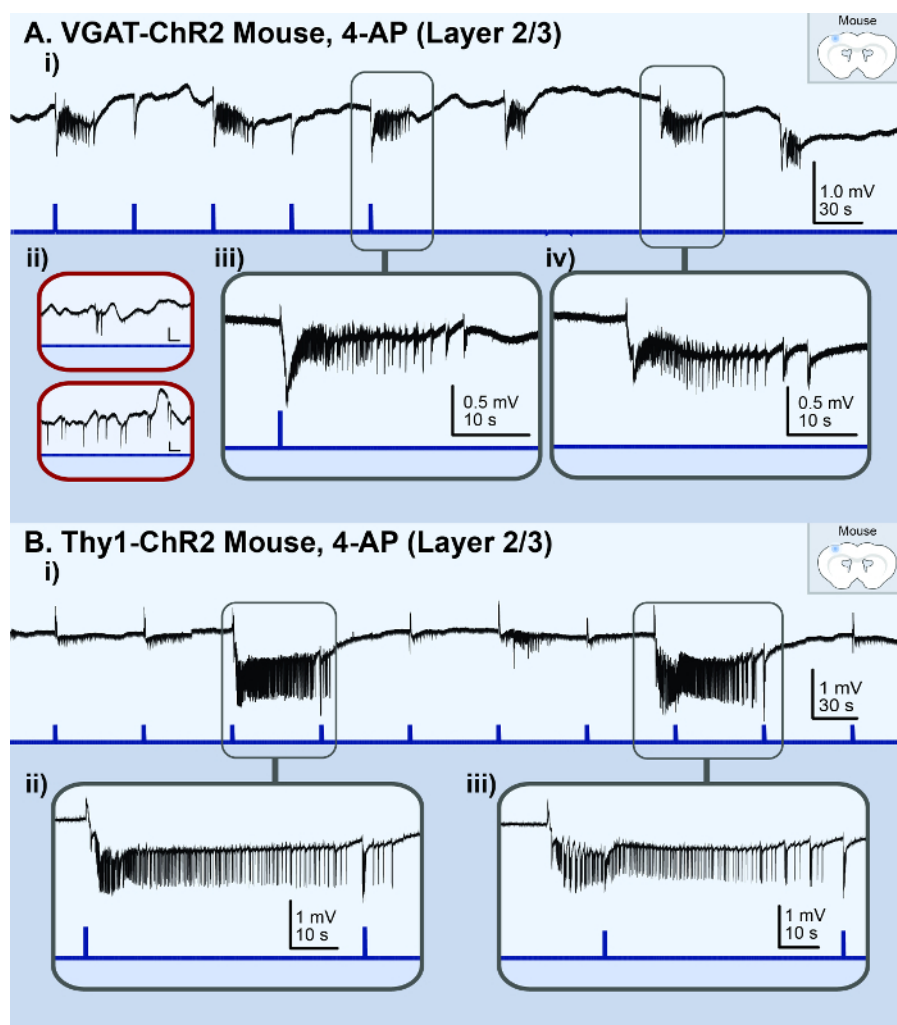 A. VGAT-ChR2 Mouse, 4-AP (Layer 2/3)
Mouse
i)
1.0 mV
30 s
ii)
iii)
iv)
0.5 mV
10 s
0.5 mV
10 s
B. Thy1-ChR2 Mouse, 4-AP (Layer 2/3)
Mouse
i)
1 mV
30 s
ii)
iii)
1 mV
10 s
1 mV
10 s